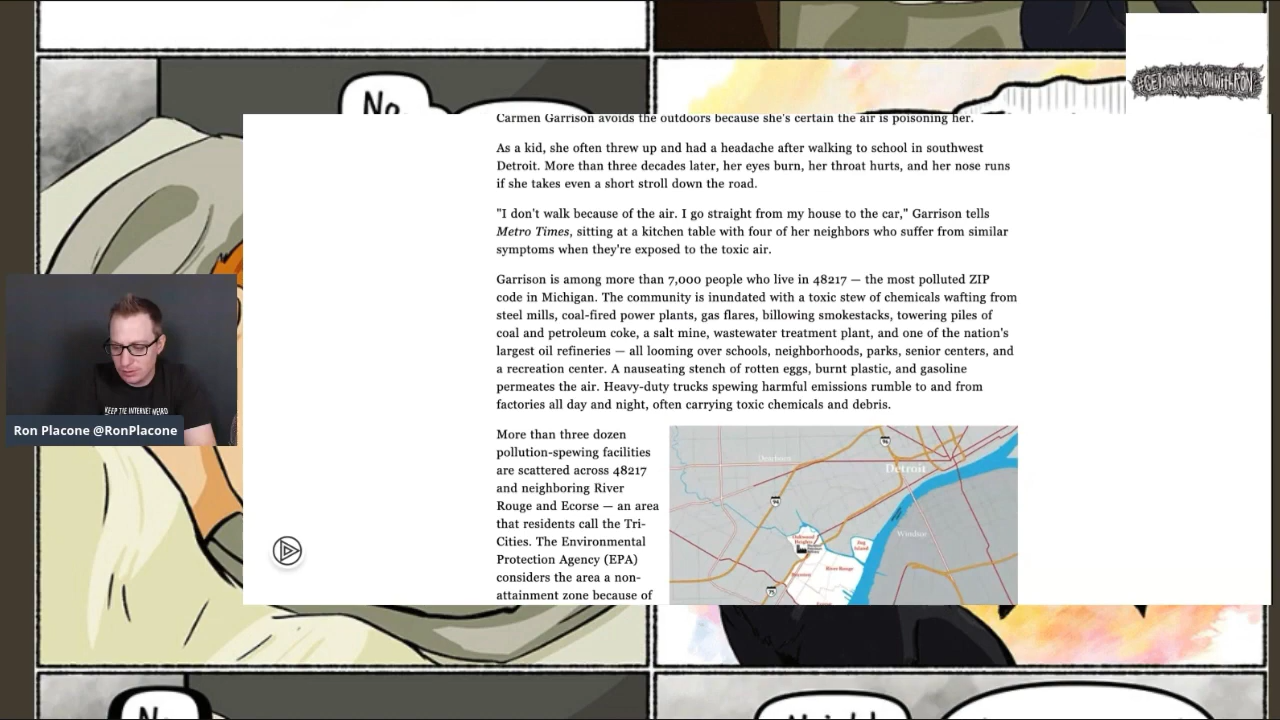 No
#GETYOURNEWSONWITHRON
Carmen Garrison avoids the outdoors because she's certain the air is poisoning her.
As a kid, she often threw up and had a headache after walking to school in southwest
Detroit. More than three decades later, her eyes burn, her throat hurts, and her nose runs
if she takes even a short stroll down the road.
"I don't walk because of the air. I go straight from my house to the car," Garrison tells
Metro Times, sitting at a kitchen table with four of her neighbors who suffer from similar
symptoms when they're exposed to the toxic air.
Garrison is among more than 7,000 people who live in 48217 — the most polluted ZIP
code in Michigan. The community is inundated with a toxic stew of chemicals wafting from
steel mills, coal-fired power plants, gas flares, billowing smokestacks, towering piles of
coal and petroleum coke, a salt mine, wastewater treatment plant, and one of the nation's
largest oil refineries — all looming over schools, neighborhoods, parks, senior centers, and
a recreation center. A nauseating stench of rotten eggs, burnt plastic, and gasoline
permeates the air. Heavy-duty trucks spewing harmful emissions rumble to and from
factories all day and night, often carrying toxic chemicals and debris.
More than three dozen
pollution-spewing facilities
are scattered across 48217
and neighboring River
Rouge and Ecorse — an area
that residents call the Tri-
Cities. The Environmental
Protection Agency (EPA)
considers the area a non-
attainment zone because of
96
Dearborn
Detroit
94
Windsor
Oakwood
Heights
Zug
Island
River Rouge
75
KEEP THE INTERNET WEIRD
Ron Placone @RonPlacone